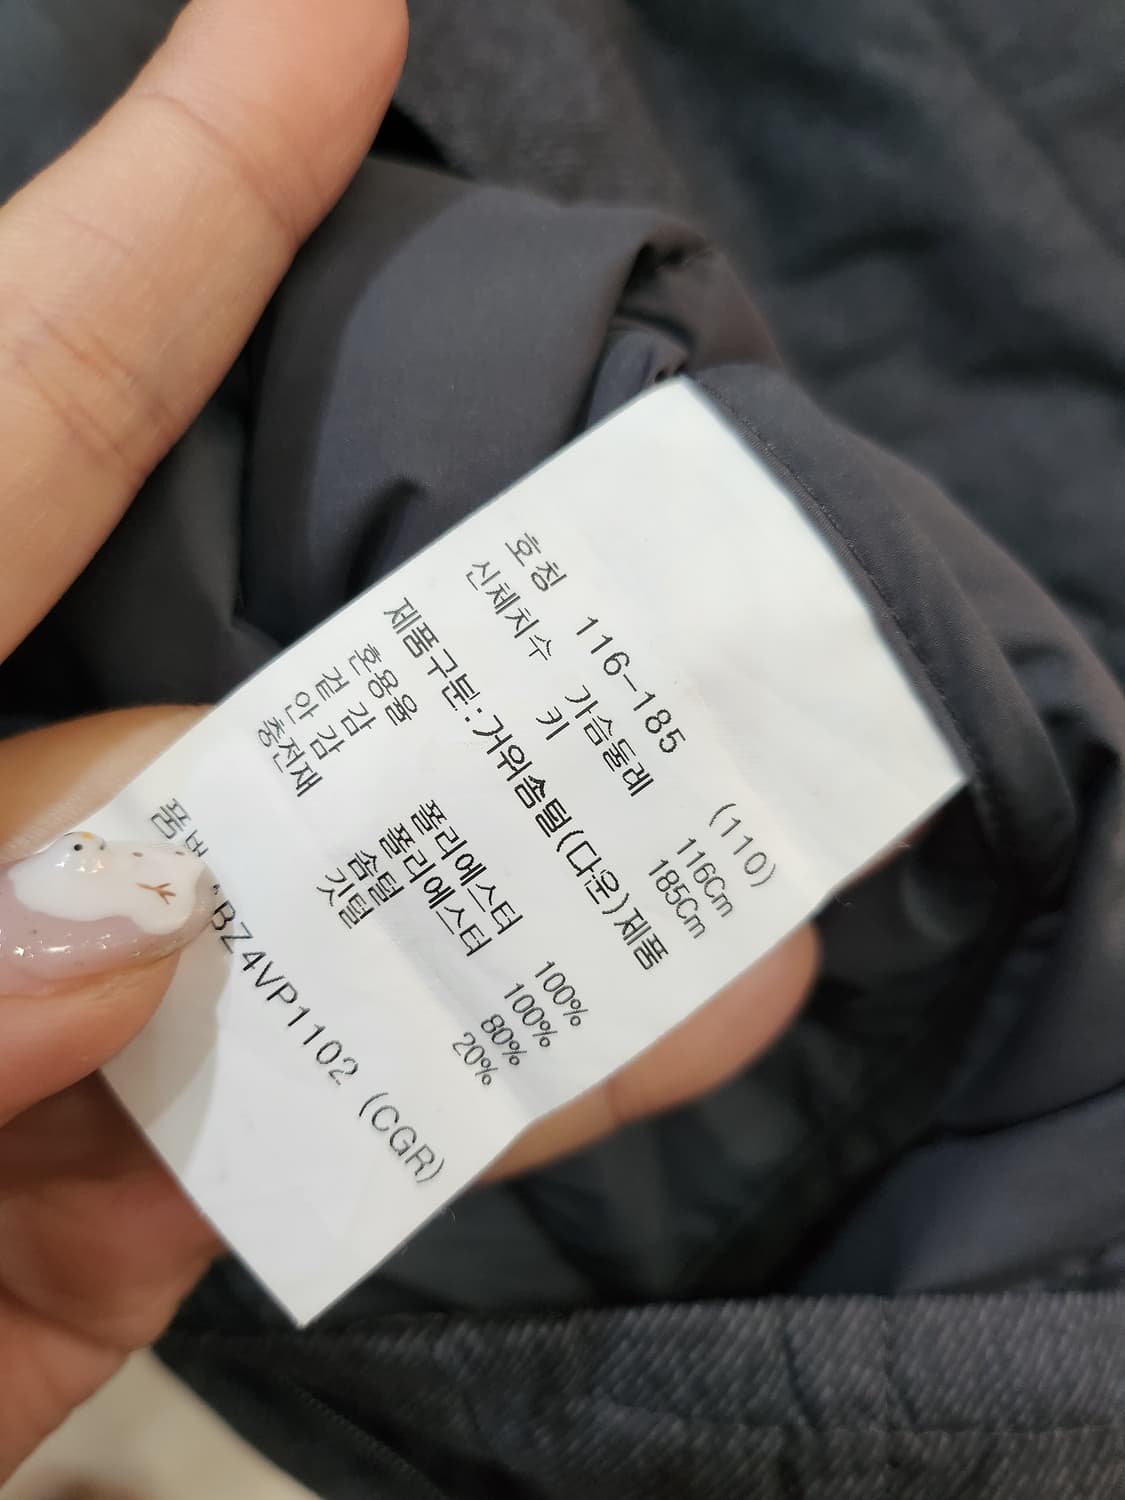 호칭 116-185 (110)
신체치수 가슴둘레 116Cm
키 185Cm
제품구분:거위솜털(다운)제품
혼용율
겉 감 폴리에스터 100%
안 감 폴리에스터 100%
충전재 솜털 80%
깃털 20%
품번 BZ4VP1102 (CGR)